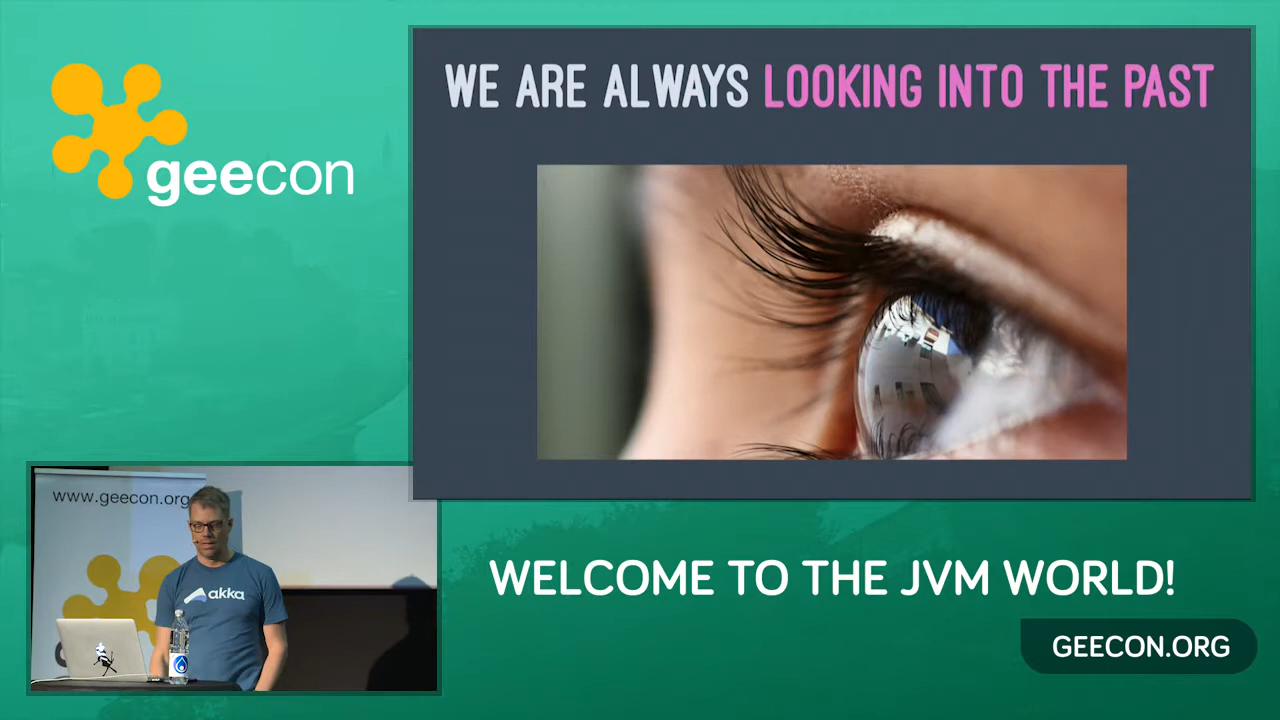 geecon
WE ARE ALWAYS LOOKING INTO THE PAST
www.geecon.org
akka
WELCOME TO THE JVM WORLD!
GEECON.ORG